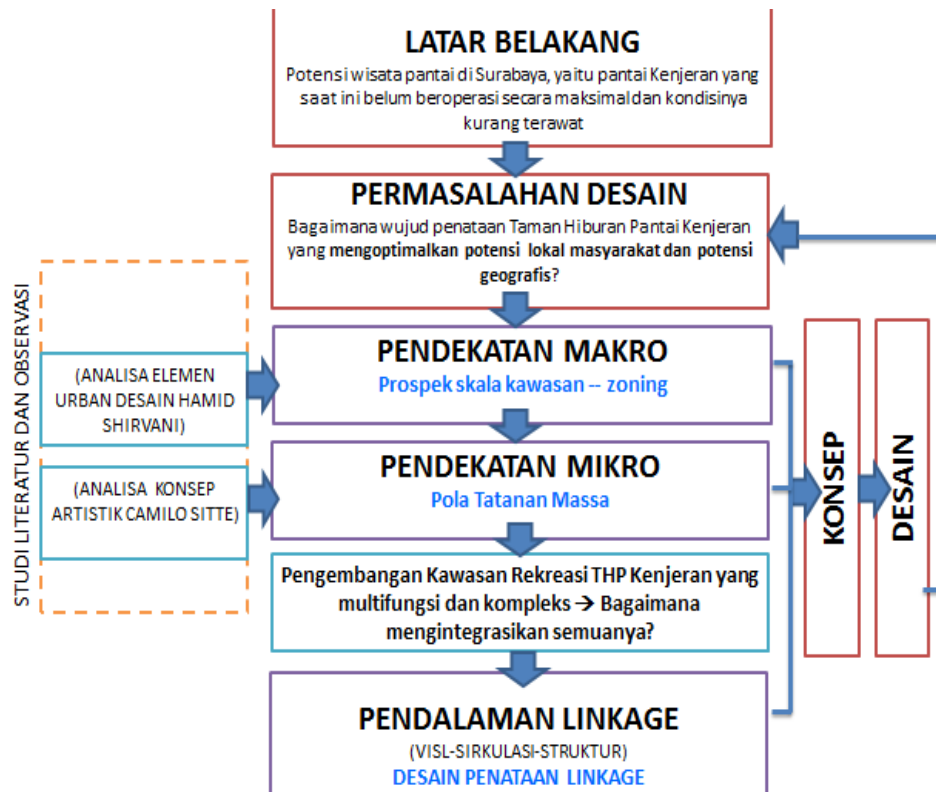 LATAR BELAKANG
Potensi wisata pantai di Surabaya, yaitu pantai Kenjeran yang
saat ini belum beroperasi secara maksimal dan kondisinya
kurang terawat
PERMASALAHAN DESAIN
Bagaimana wujud penataan Taman Hiburan Pantai Kenjeran
yang mengoptimalkan potensi lokal masyarakat dan potensi
geografis?
STUDI LITERATUR DAN OBSERVASI
(ANALISA ELEMEN
URBAN DESAIN HAMID
SHIRVANI)
PENDEKATAN MAKRO
Prospek skala kawasan -- zoning
(ANALISA KONSEP
ARTISTIK CAMILO SITTE)
PENDEKATAN MIKRO
Pola Tatanan Massa
Pengembangan Kawasan Rekreasi THP Kenjeran yang
multifungsi dan kompleks → Bagaimana
mengintegrasikan semuanya?
PENDALAMAN LINKAGE
(VISL-SIRKULASI-STRUKTUR)
DESAIN PENATAAN LINKAGE
KONSEP
DESAIN